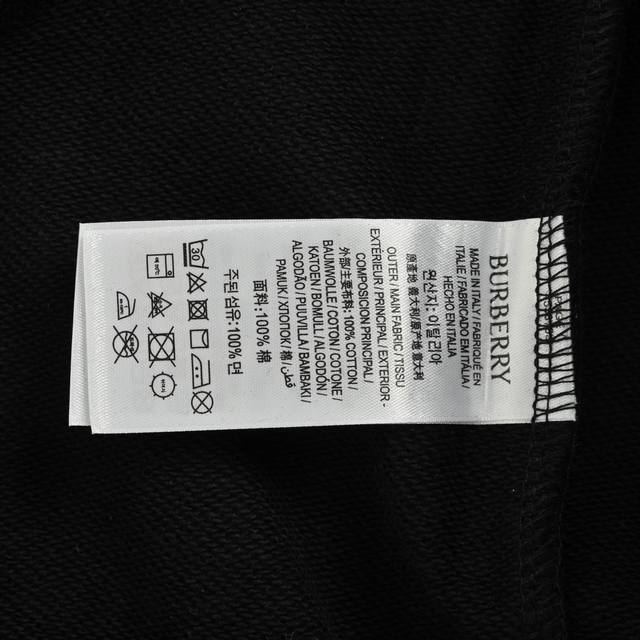 BURBERRY
MADE IN ITALY / FABRIQUÉ EN
ITALIE / FABRICADO EN ITÁLIA /
HECHO EN ITALIA
원산지: 이탈리아
原產地 意大利/原产地 意大利
OUTER / MAIN FABRIC / TISSU
EXTÉRIEUR / PRINCIPAL / EXTERIOR -
COMPOSICION PRINCIPAL /
外部/主要布料: 100% COTTON /
BAUMWOLLE / COTON / COTONE /
KATOEN / BOMULL / ALGODÓN /
ALGODÃO / PUUVILLA / BAMBAKI /
PAMUK / ХЛОПОК / 棉 / قطن /
面料: 100% 棉
주된 섬유: 100% 면